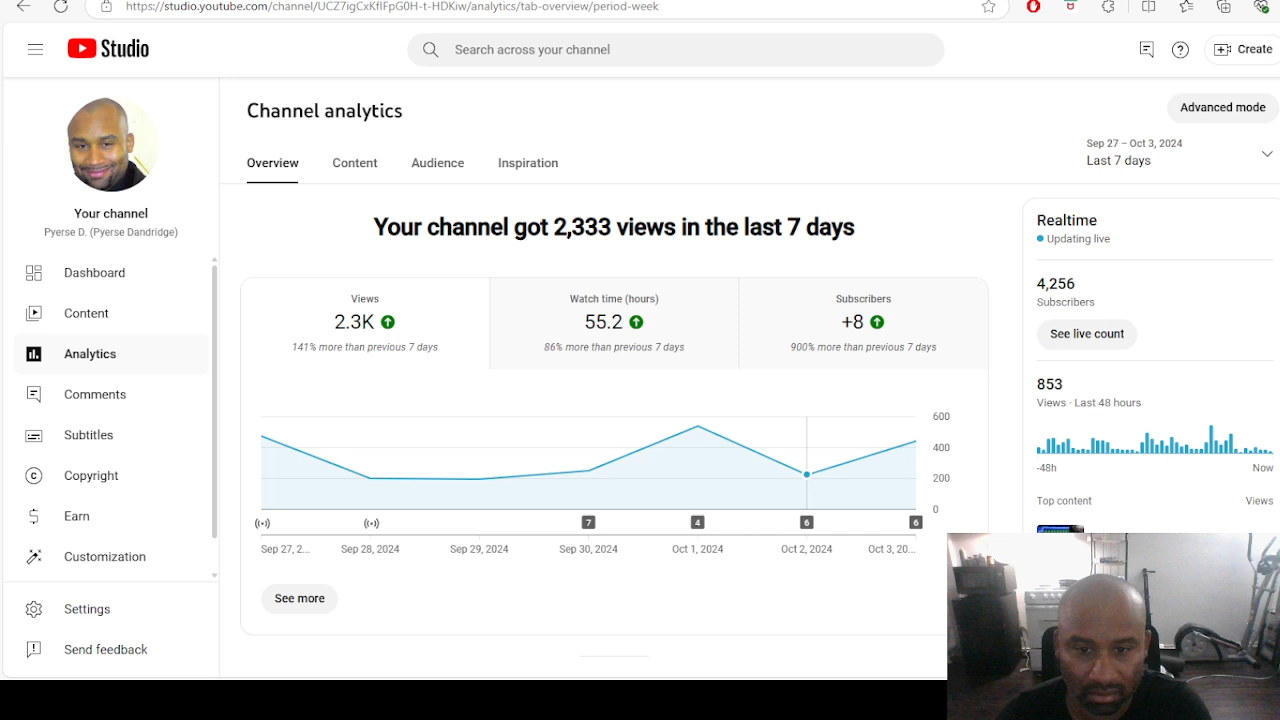 https://studio.youtube.com/channel/UCZ7igCxKflFpG0H-t-HDKiw/analytics/tab-overview/period-week
Studio
Search across your channel
Create
Your channel
Pyerse D. (Pyerse Dandridge)
Dashboard
Content
Analytics
Comments
Subtitles
Copyright
Earn
Customization
Settings
Send feedback
Channel analytics
Advanced mode
Overview
Content
Audience
Inspiration
Sep 27 – Oct 3, 2024
Last 7 days
Your channel got 2,333 views in the last 7 days
Views
2.3K
141% more than previous 7 days
Watch time (hours)
55.2
86% more than previous 7 days
Subscribers
+8
900% more than previous 7 days
600
400
200
0
7
4
6
6
Sep 27, 2...
Sep 28, 2024
Sep 29, 2024
Sep 30, 2024
Oct 1, 2024
Oct 2, 2024
Oct 3, 20...
See more
Realtime
Updating live
4,256
Subscribers
See live count
853
Views · Last 48 hours
-48h
Now
Top content
Views